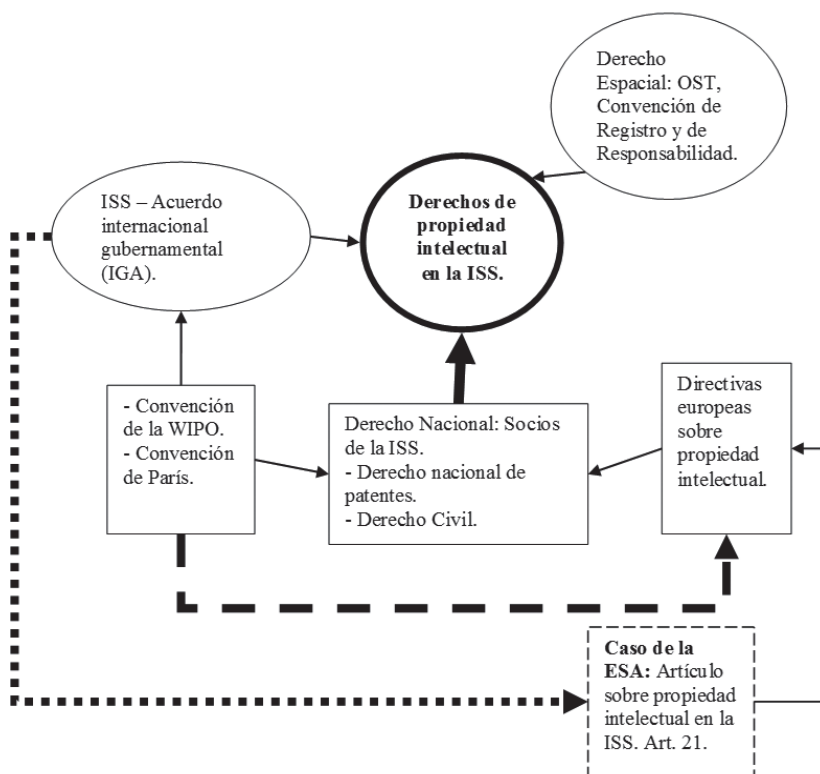 Derecho
Espacial: OST,
Convención de
Registro y de
Responsabilidad.
ISS – Acuerdo
internacional
gubernamental
(IGA).
Derechos de
propiedad
intelectual
en la ISS.
- Convención
de la WIPO.
- Convención
de París.
Derecho Nacional: Socios
de la ISS.
- Derecho nacional de
patentes.
- Derecho Civil.
Directivas
europeas
sobre
propiedad
intelectual.
Caso de la
ESA: Artículo
sobre propiedad
intelectual en la
ISS. Art. 21.